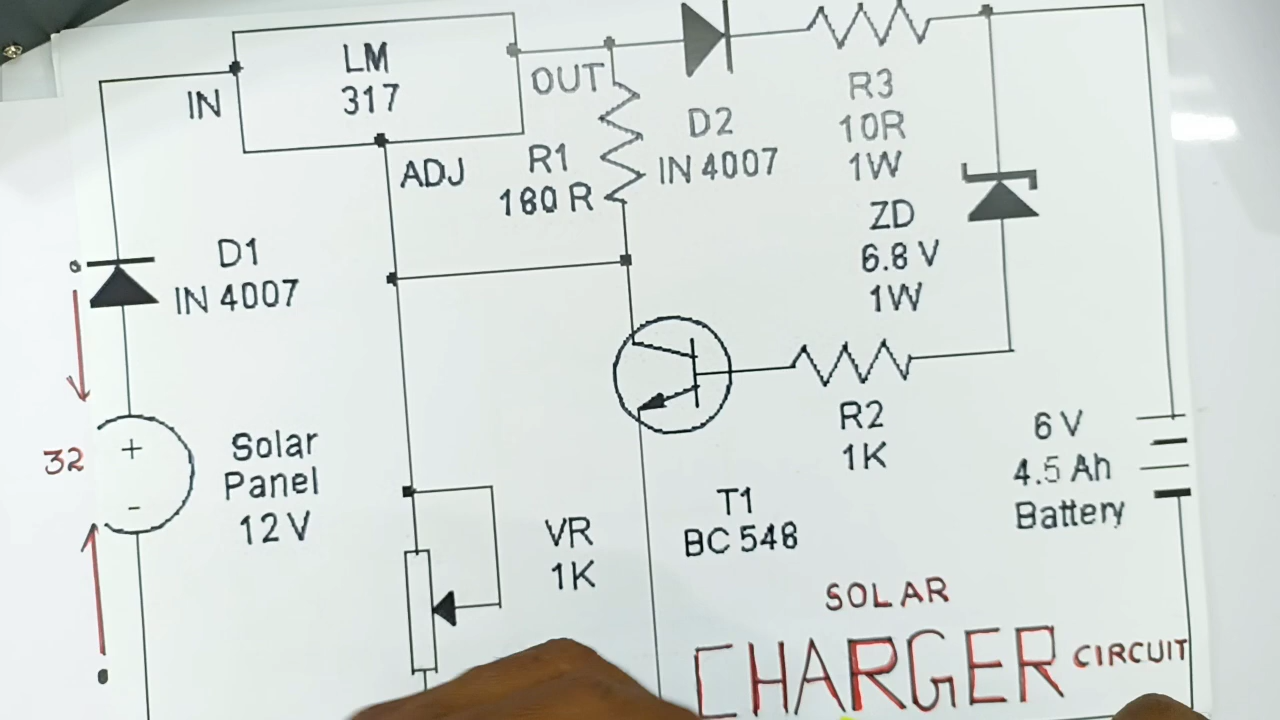 LM
317
IN
OUT
ADJ
R1
180 R
D2
IN 4007
R3
10R
1W
ZD
6.8 V
1W
D1
IN 4007
32
+
-
Solar
Panel
12 V
VR
1K
T1
BC 548
R2
1K
6 V
4.5 Ah
Battery
SOLAR
CHARGER CIRCUIT